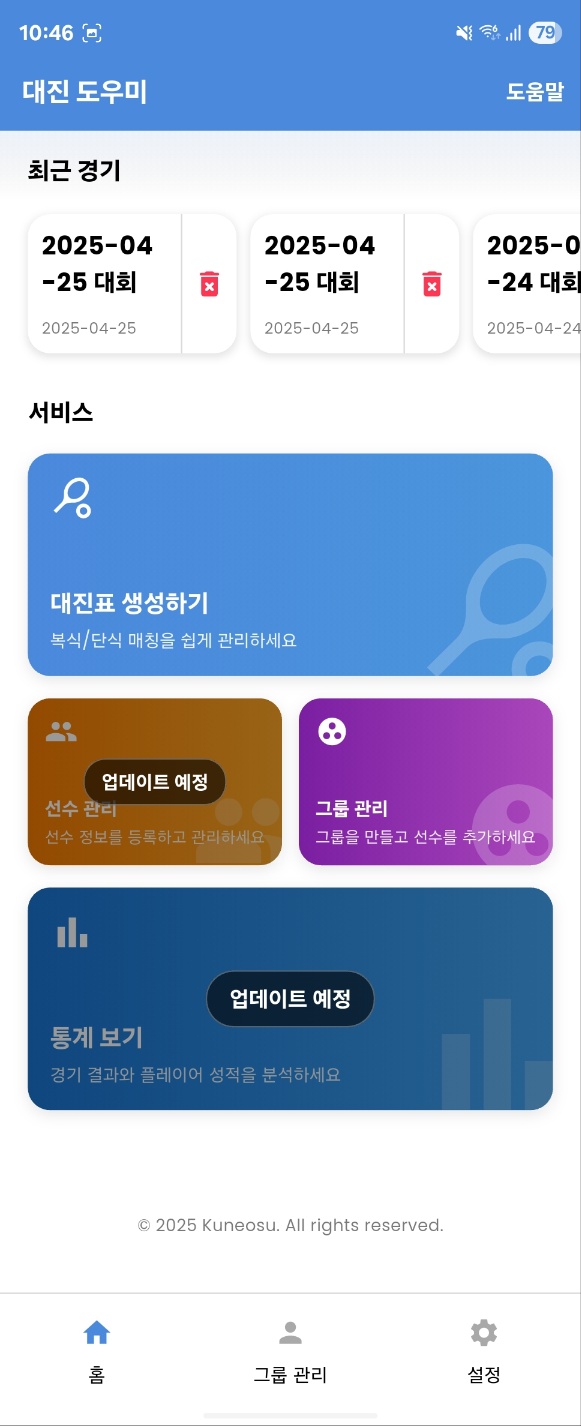 10:46
79
대진 도우미
도움말
최근 경기
2025-04
-25 대회
2025-04-25
2025-04
-25 대회
2025-04-25
2025-0
-24 대회
2025-04-24
서비스
대진표 생성하기
복식/단식 매칭을 쉽게 관리하세요
업데이트 예정
선수 관리
선수 정보를 등록하고 관리하세요
그룹 관리
그룹을 만들고 선수를 추가하세요
업데이트 예정
통계 보기
경기 결과와 플레이어 성적을 분석하세요
© 2025 Kuneosu. All rights reserved.
홈
그룹 관리
설정